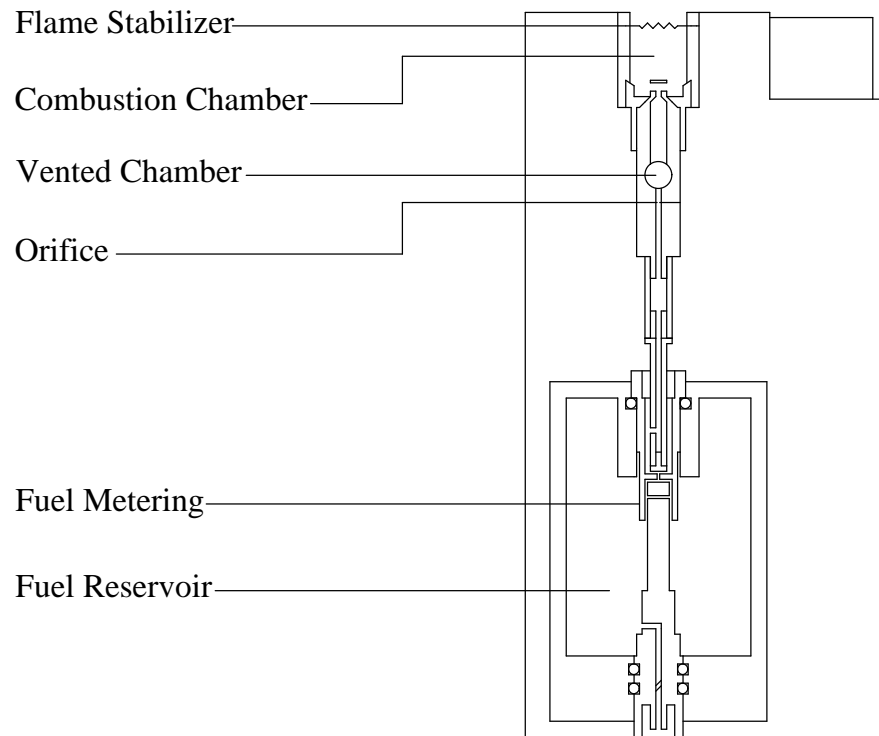 Flame Stabilizer
Combustion Chamber
Vented Chamber
Orifice
Fuel Metering
Fuel Reservoir